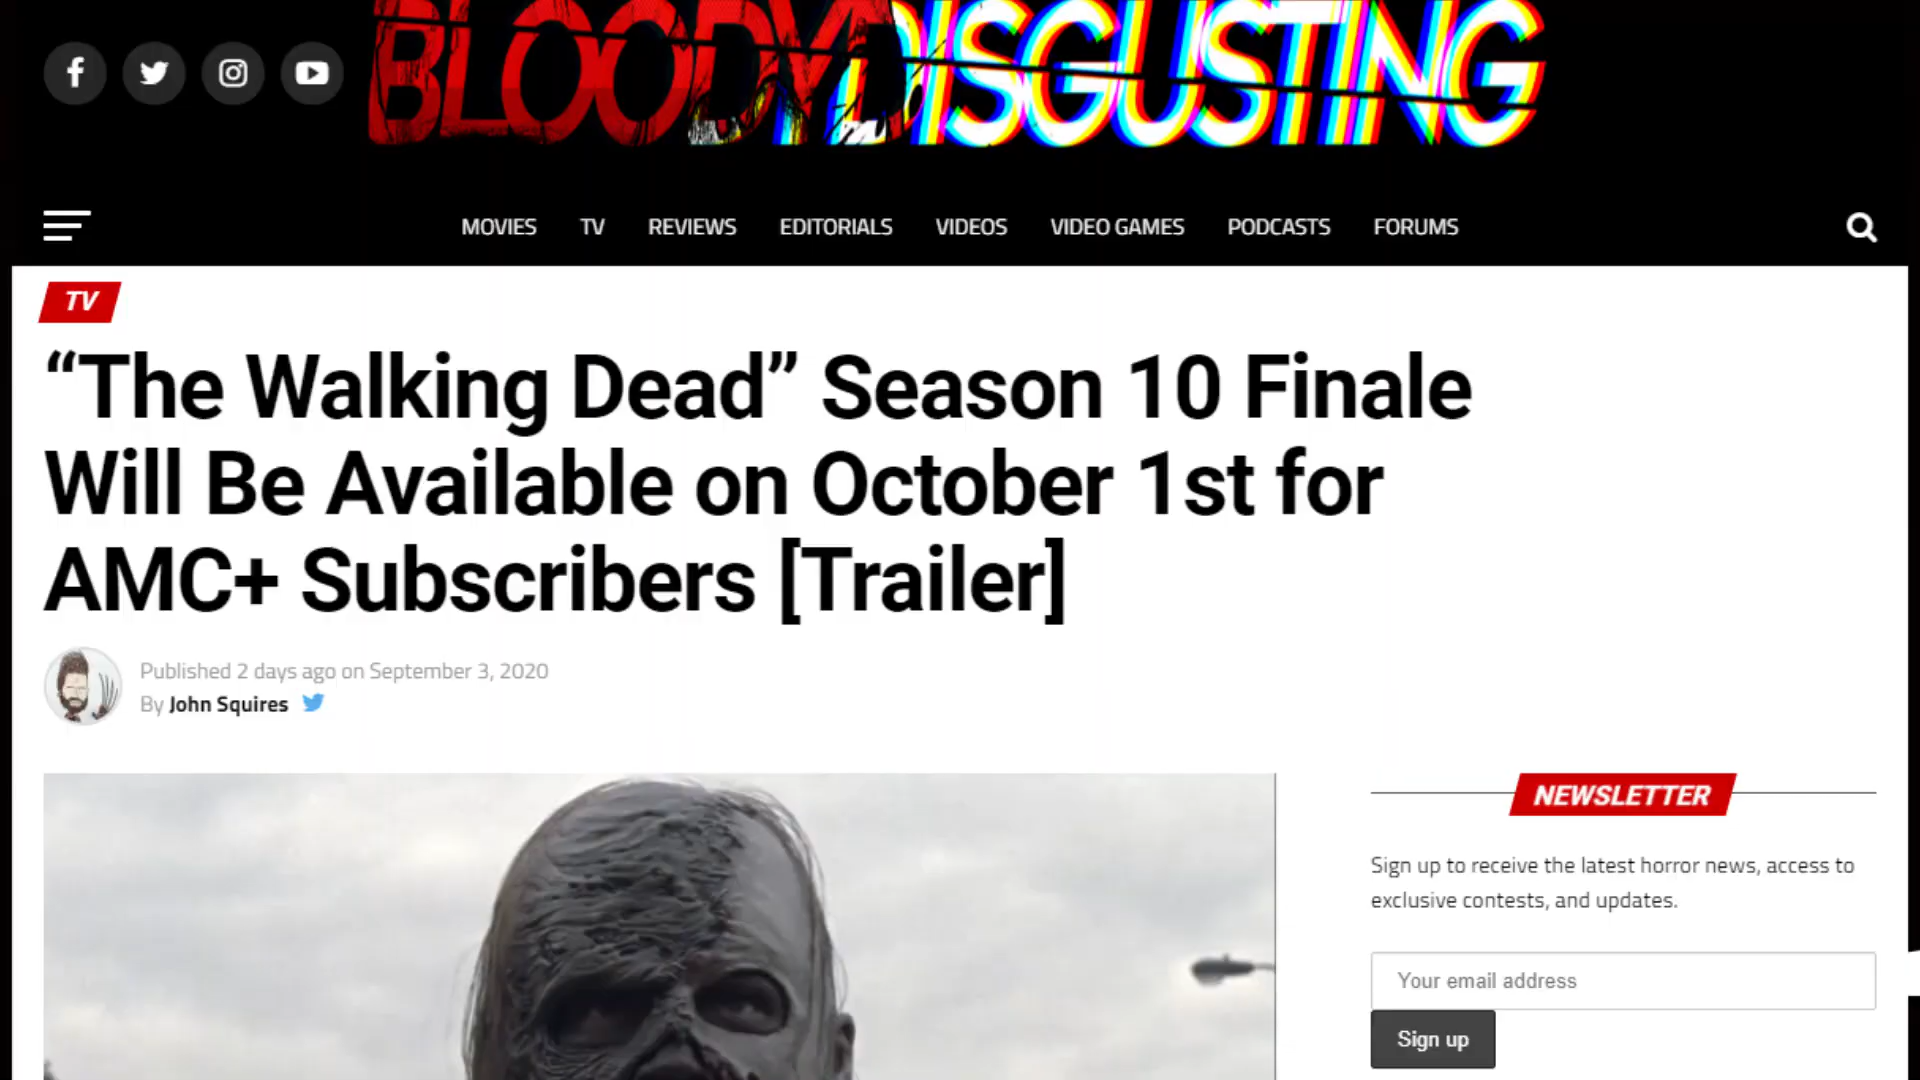 BLOODY DISGUSTING
MOVIES TV REVIEWS EDITORIALS VIDEOS VIDEO GAMES PODCASTS FORUMS
TV
“The Walking Dead” Season 10 Finale
Will Be Available on October 1st for
AMC+ Subscribers [Trailer]
Published 2 days ago on September 3, 2020
By John Squires
NEWSLETTER
Sign up to receive the latest horror news, access to
exclusive contests, and updates.
Your email address
Sign up